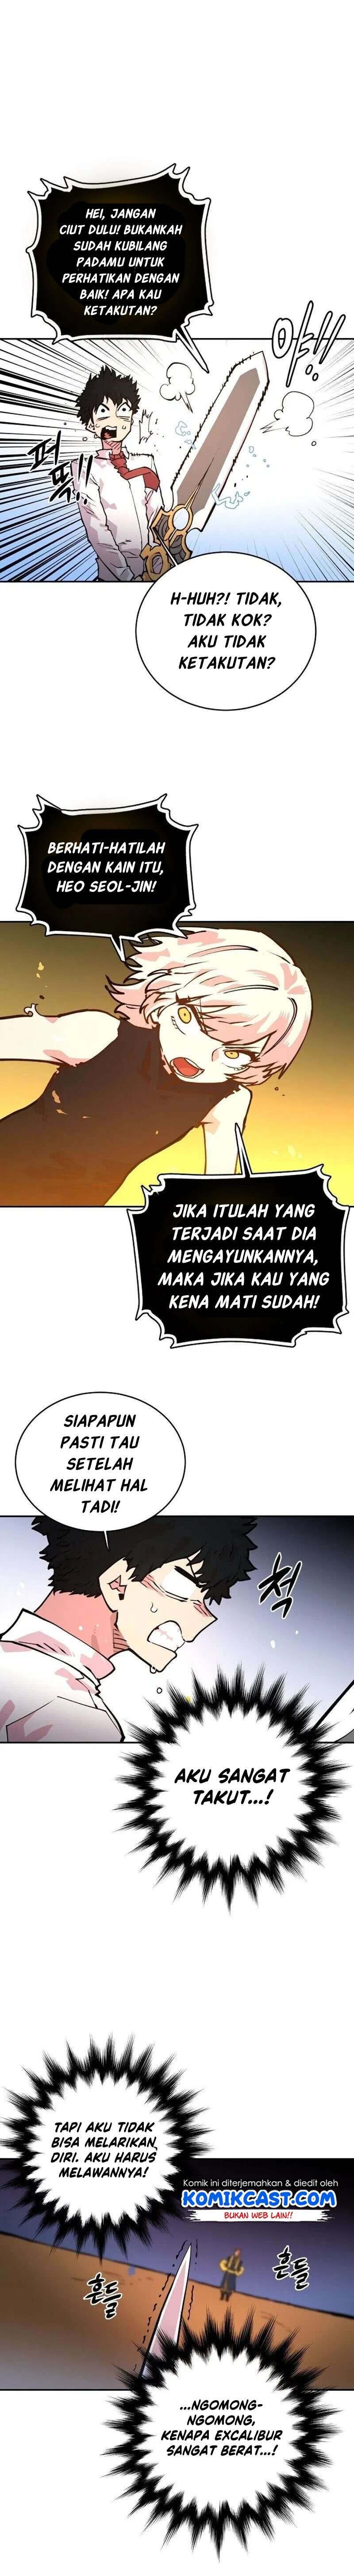 HEI, JANGAN
CIUT DULU! BUKANKAH
SUDAH KUBILANG
PADAMU UNTUK
PERHATIKAN DENGAN
BAIK! APA KAU
KETAKUTAN?
야!!
퍼뜩!!
H-HUH?! TIDAK,
TIDAK KOK?
AKU TIDAK
KETAKUTAN?
BERHATI-HATILAH
DENGAN KAIN ITU,
HEO SEOL-JIN!
JIKA ITULAH YANG
TERJADI SAAT DIA
MENGAYUNKANNYA,
MAKA JIKA KAU YANG
KENA MATI SUDAH!
SIAPAPUN
PASTI TAU
SETELAH
MELIHAT HAL
TADI!
척
AKU SANGAT
TAKUT...!
TAPI AKU TIDAK
BISA MELARIKAN
DIRI. AKU HARUS
MELAWANNYA!
Komik ini diterjemahkan & diedit oleh
KOMIKCAST.COM
BUKAN WEB LAIN!!
흔들
흔들
...NGOMONG-
NGOMONG,
KENAPA EXCALIBUR
SANGAT BERAT...!